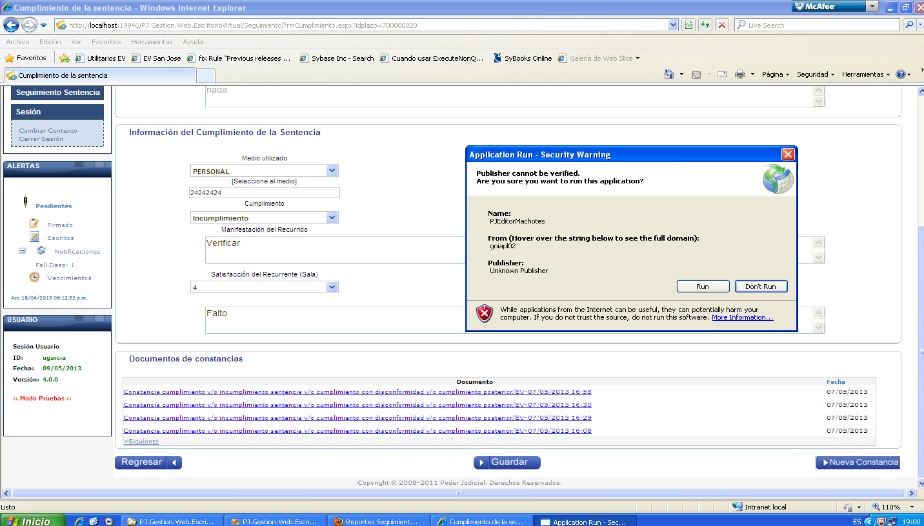 Cumplimiento de la sentencia - Windows Internet Explorer
McAfee
http://localhost:19946/PJ.Gestion.Web.EscritorioVirtual/Seguimiento/frmCumplimiento.aspx?idplazo=700000020
Live Search
Archivo Edición Ver Favoritos Herramientas Ayuda
Favoritos Utilitarios EV EV San Jose fix Rule "Previous releases ... Sybase Inc - Search Cuando usar ExecuteNonQ... SyBooks Online Galería de Web Slice
Cumplimiento de la sentencia
Página Seguridad Herramientas
Seguimiento Sentencia
Sesión
Cambiar Contexto
Cerrar Sesión
ALERTAS
Pendientes
Firmado
Escritos
Notificaciones
Fall.Desp: 1
Vencimientos
Act. 18/04/2013 05:12:52 p.m.
USUARIO
Sesión Usuario
ID: ugarcia
Fecha: 09/05/2013
Versión: 4.0.0
:: Modo Pruebas ::
nada
Información del Cumplimiento de la Sentencia
Medio utilizado
PERSONAL
[Seleccione el medio]
24242424
Cumplimiento
Incumplimiento
Manifestación del Recurrido
Verificar
Satisfacción del Recurrente (Sala)
4
Falto
Application Run - Security Warning
Publisher cannot be verified.
Are you sure you want to run this application?
Name:
PJEditorMachotes
From (Hover over the string below to see the full domain):
goiapl02
Publisher:
Unknown Publisher
Run Don't Run
While applications from the Internet can be useful, they can potentially harm your
computer. If you do not trust the source, do not run this software. More Information...
Documentos de constancias
Documento Fecha
Constancia cumplimiento y/o incumplimiento sentencia y/o cumplimiento con disconformidad y/o cumplimiento posterior/EV-07/05/2013 16:58 07/05/2013
Constancia cumplimiento y/o incumplimiento sentencia y/o cumplimiento con disconformidad y/o cumplimiento posterior/EV-07/05/2013 16:38 07/05/2013
Constancia cumplimiento y/o incumplimiento sentencia y/o cumplimiento con disconformidad y/o cumplimiento posterior/EV-07/05/2013 16:29 07/05/2013
Constancia cumplimiento y/o incumplimiento sentencia y/o cumplimiento con disconformidad y/o cumplimiento posterior/EV-07/05/2013 16:08 07/05/2013
>Siguiente
Regresar Guardar Nueva Constancia
Copyright © 2008-2011 Poder Judicial. Derechos Reservados.
Listo Intranet local 110%
Inicio PJ.Gestion.Web.Escri... PJ.Gestion.Web.Escri... Reportes Seguimient... Cumplimiento de la se... Application Run - Sec... ES 19:00